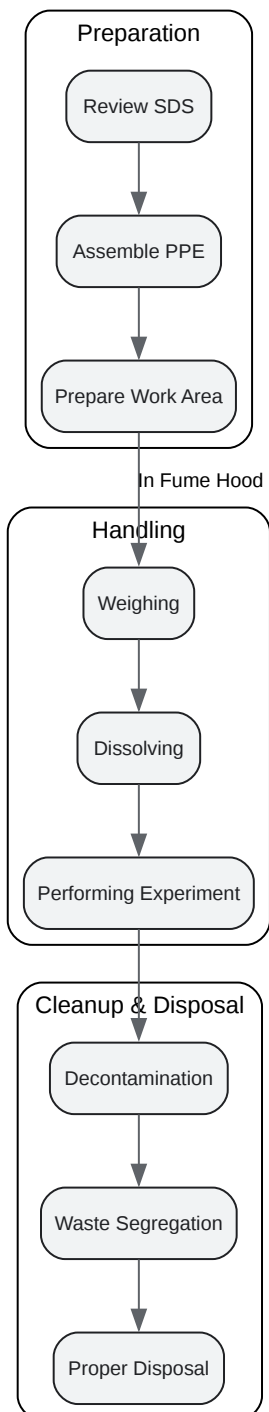 Preparation
Review SDS
Assemble PPE
Prepare Work Area
In Fume Hood
Handling
Weighing
Dissolving
Performing Experiment
Cleanup & Disposal
Decontamination
Waste Segregation
Proper Disposal